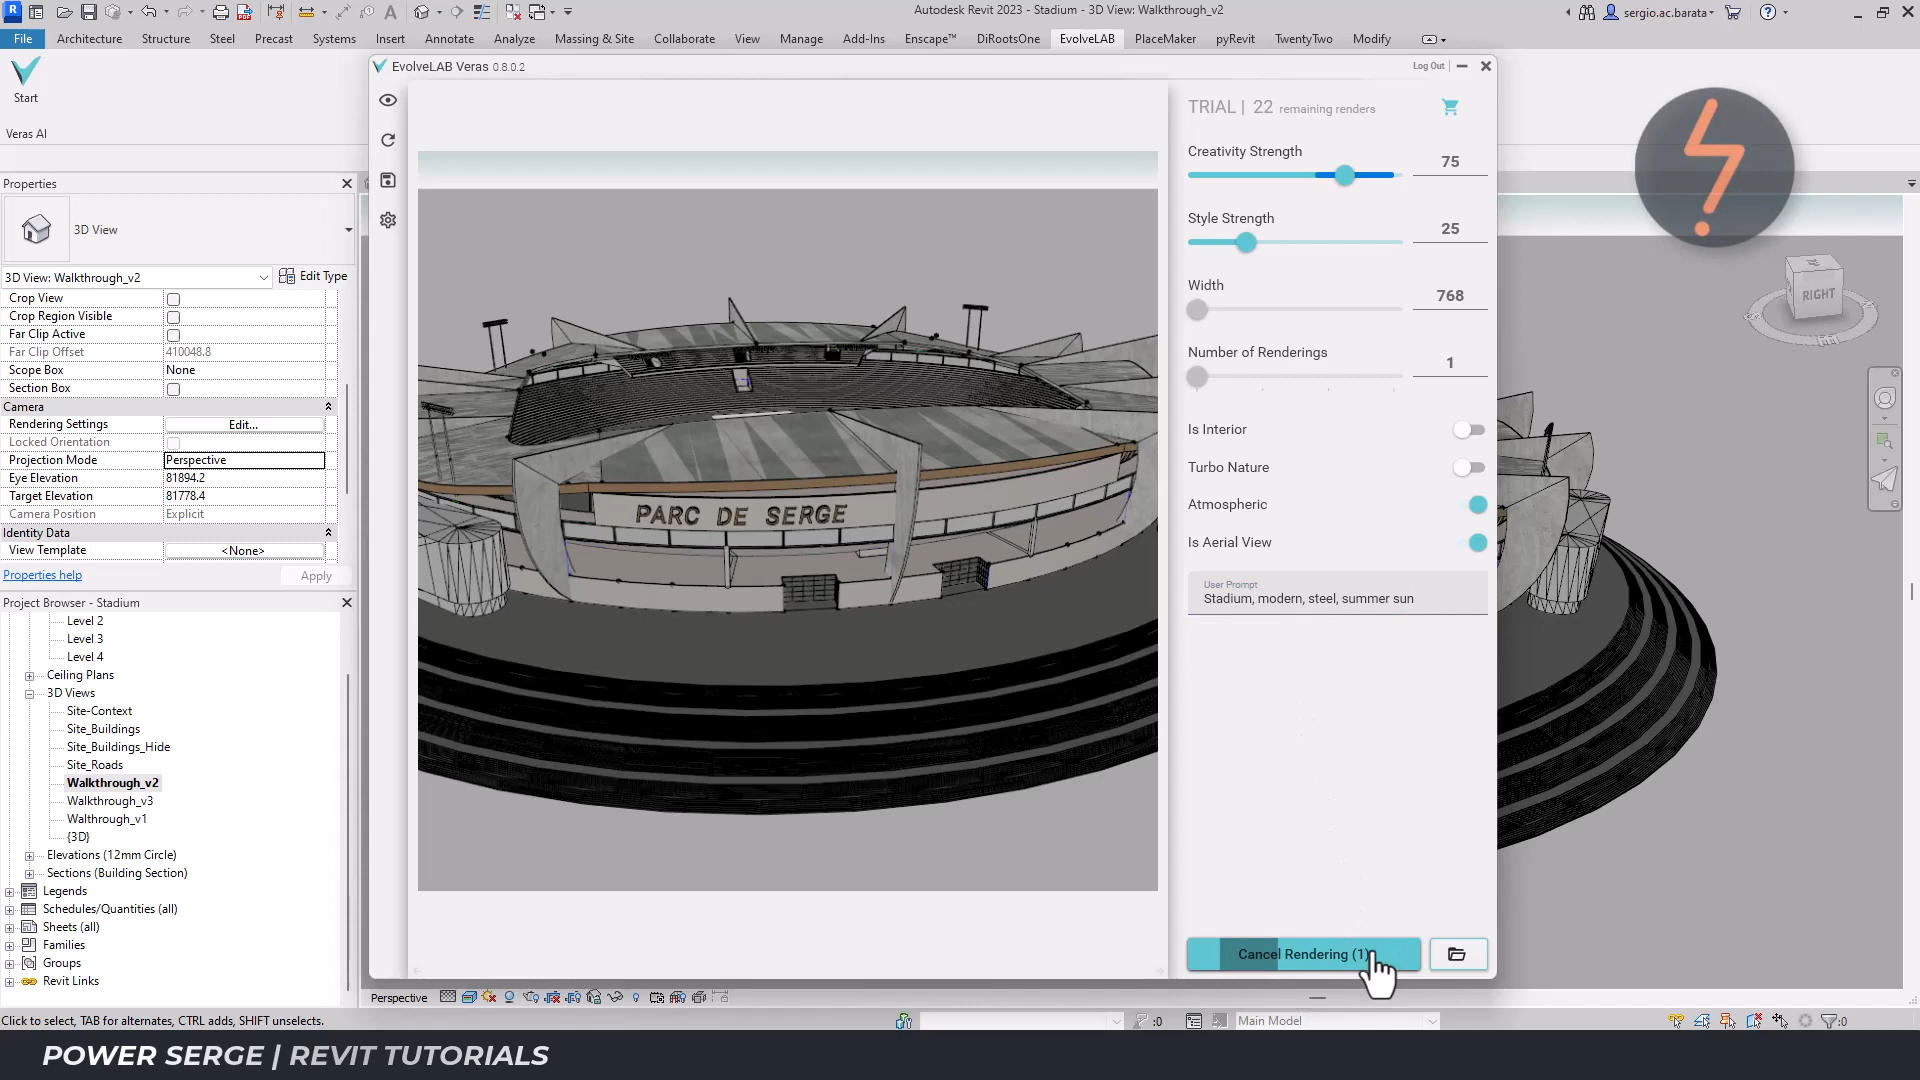 Autodesk Revit 2023 - Stadium - 3D View: Walkthrough_v2
sergio.ac.barata
File Architecture Structure Steel Precast Systems Insert Annotate Analyze Massing & Site Collaborate View Manage Add-Ins Enscape™ DiRootsOne EvolveLAB PlaceMaker pyRevit TwentyTwo Modify
Start
Veras AI
Properties
3D View
3D View: Walkthrough_v2
Edit Type
Crop View
Crop Region Visible
Far Clip Active
Far Clip Offset 410048.8
Scope Box None
Section Box
Camera
Rendering Settings Edit...
Locked Orientation
Projection Mode Perspective
Eye Elevation 81894.2
Target Elevation 81778.4
Camera Position Explicit
Identity Data
View Template <None>
Properties help
Apply
Project Browser - Stadium
Level 2
Level 3
Level 4
Ceiling Plans
3D Views
Site-Context
Site_Buildings
Site_Buildings_Hide
Site_Roads
Walkthrough_v2
Walkthrough_v3
Walkthrough_v1
{3D}
Elevations (12mm Circle)
Sections (Building Section)
Legends
Schedules/Quantities (all)
Sheets (all)
Families
Groups
Revit Links
EvolveLAB Veras 0.8.0.2
Log Out
PARC DE SERGE
TRIAL | 22 remaining renders
Creativity Strength
75
Style Strength
25
Width
768
Number of Renderings
1
Is Interior
Turbo Nature
Atmospheric
Is Aerial View
User Prompt
Stadium, modern, steel, summer sun
Cancel Rendering (1)
RIGHT
Perspective
Click to select, TAB for alternates, CTRL adds, SHIFT unselects.
:0
Main Model
:0
POWER SERGE | REVIT TUTORIALS